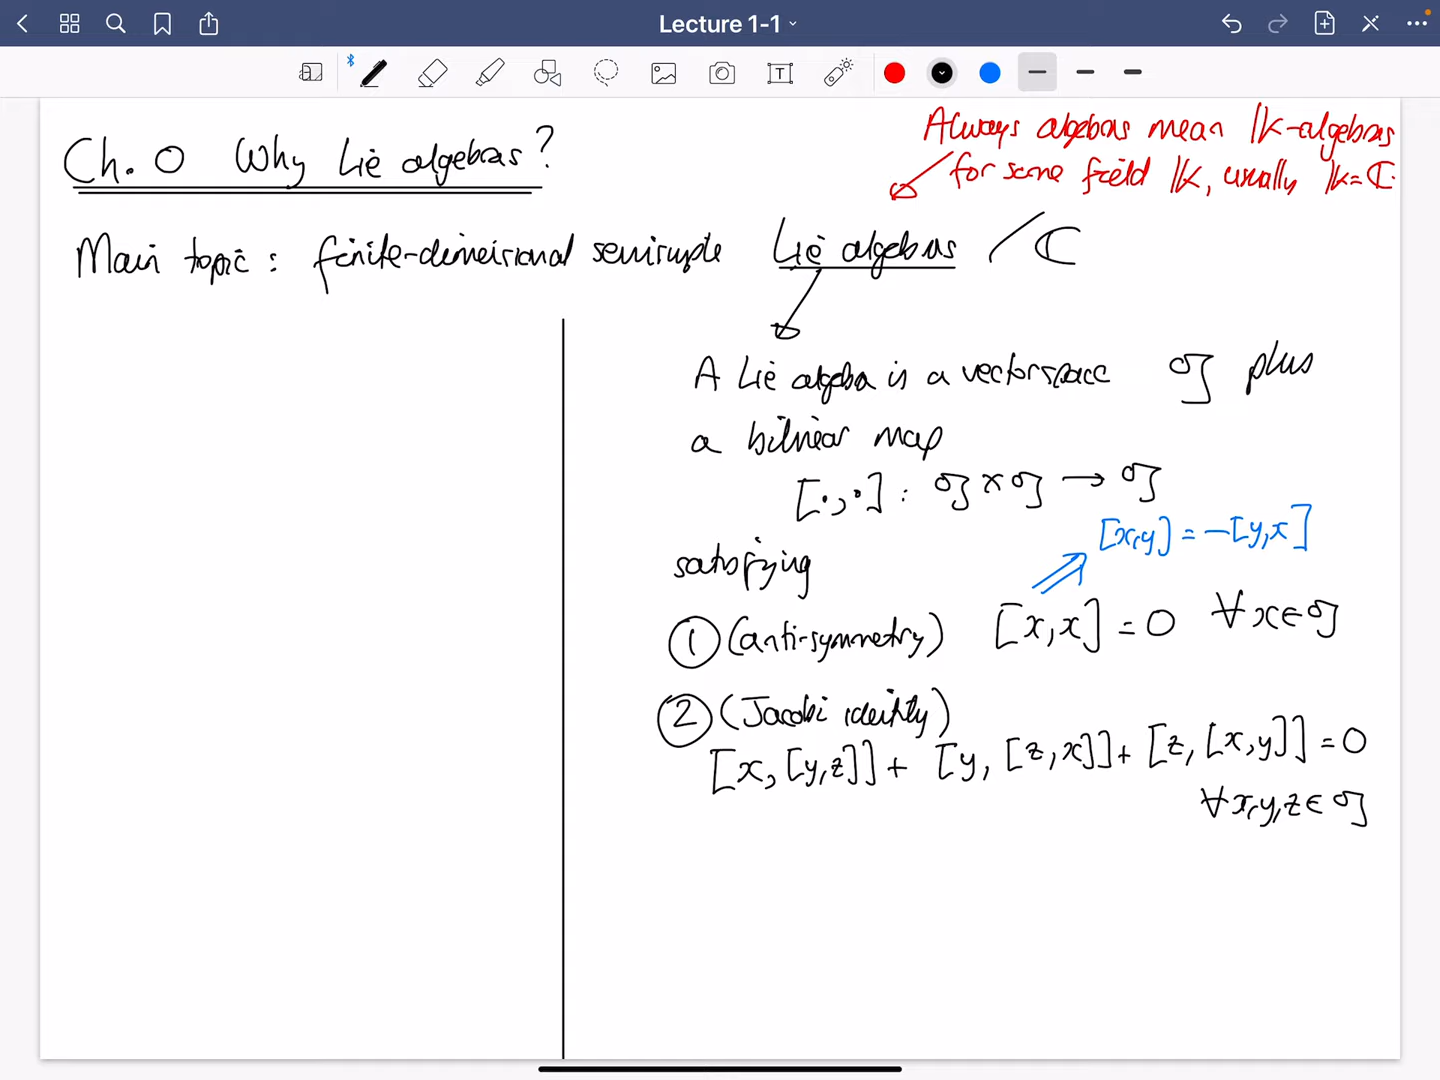 Lecture 1-1
Always algebras mean 𝕜-algebras
for some field 𝕜, usually 𝕜=ℂ.
Ch. 0 Why Lie algebras?
Main topic : finite-dimensional semisimple Lie algebras / ℂ
A Lie algebra is a vector space 𝔤 plus
a bilinear map
[·,·] : 𝔤 × 𝔤 → 𝔤
[x,y] = -[y,x]
satisfying
① (anti-symmetry) [x,x] = 0 ∀ x ∈ 𝔤
② (Jacobi identity)
[x,[y,z]] + [y,[z,x]] + [z,[x,y]] = 0
∀ x,y,z ∈ 𝔤